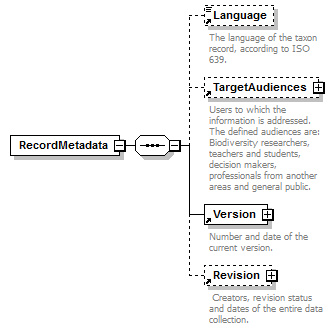 Language
The language of the taxon
record, according to ISO
639.
TargetAudiences
Users to which the
information is addressed.
The defined audiences are:
Biodiversity researchers,
teachers and students,
decision makers,
professionals from another
areas and general public.
RecordMetadata
Version
Number and date of the
current version.
Revision
Creators, revision status
and dates of the entire data
collection.